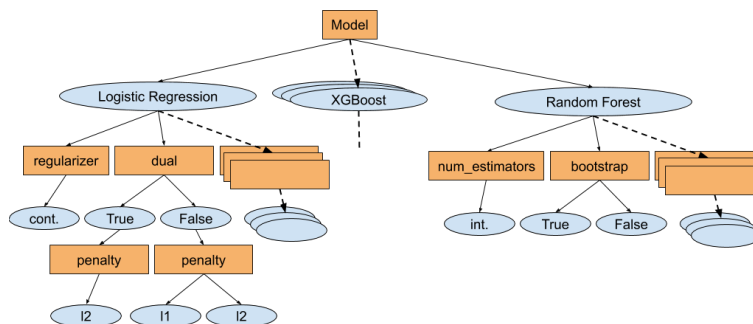 Model
Logistic Regression
XGBoost
Random Forest
regularizer
dual
num_estimators
bootstrap
cont.
True
False
int.
True
False
penalty
penalty
l2
l1
l2